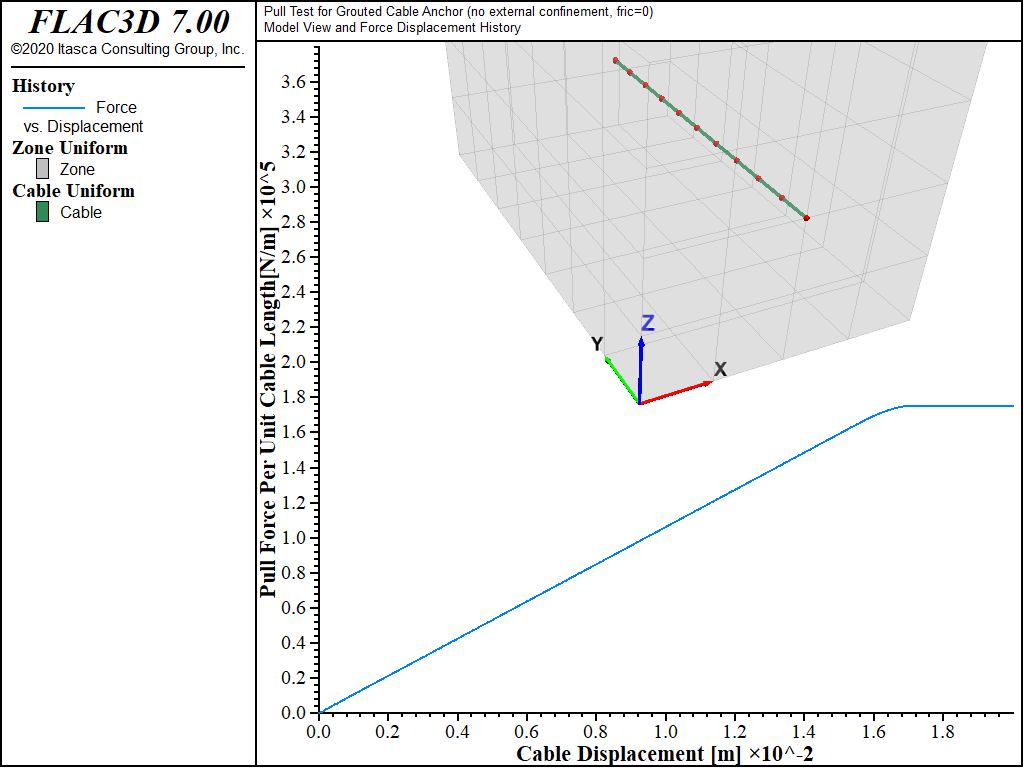 FLAC3D 7.00
©2020 Itasca Consulting Group, Inc.
History
Force
vs. Displacement
Zone Uniform
Zone
Cable Uniform
Cable
Pull Test for Grouted Cable Anchor (no external confinement, fric=0)
Model View and Force Displacement History
Pull Force Per Unit Cable Length[N/m] ×10^5
3.6
3.4
3.2
3.0
2.8
2.6
2.4
2.2
2.0
1.8
1.6
1.4
1.2
1.0
0.8
0.6
0.4
0.2
0.0
Z
Y
X
0.0 0.2 0.4 0.6 0.8 1.0 1.2 1.4 1.6 1.8
Cable Displacement [m] ×10^-2